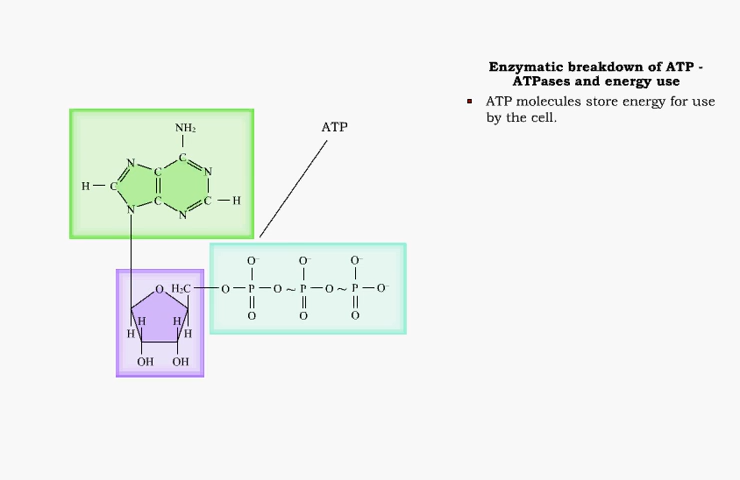 Enzymatic breakdown of ATP -
ATPases and energy use
▪ ATP molecules store energy for use
by the cell.
ATP
NH₂
C
N
N
C
H — C
C — H
C
N
N
O⁻ O⁻ O⁻
O H₂C — O — P — O ~ P — O ~ P — O⁻
O O O
H H
H H
OH OH